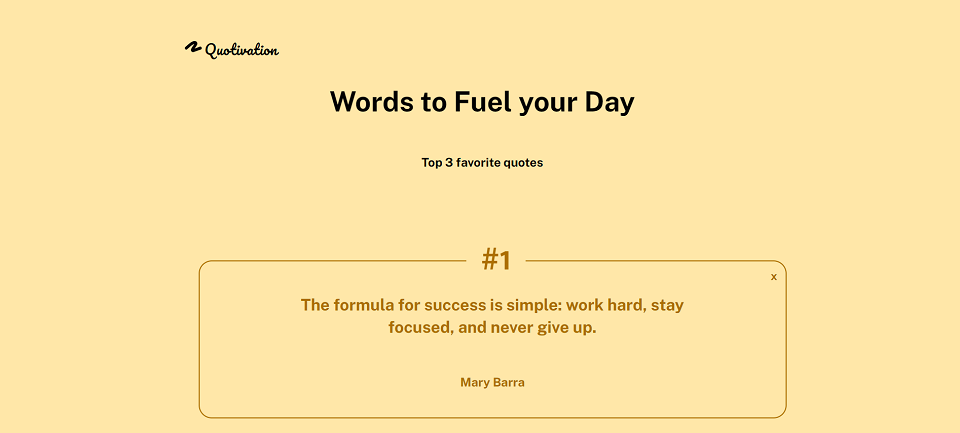 Quotivation
Words to Fuel your Day
Top 3 favorite quotes
#1
x
The formula for success is simple: work hard, stay
focused, and never give up.
Mary Barra